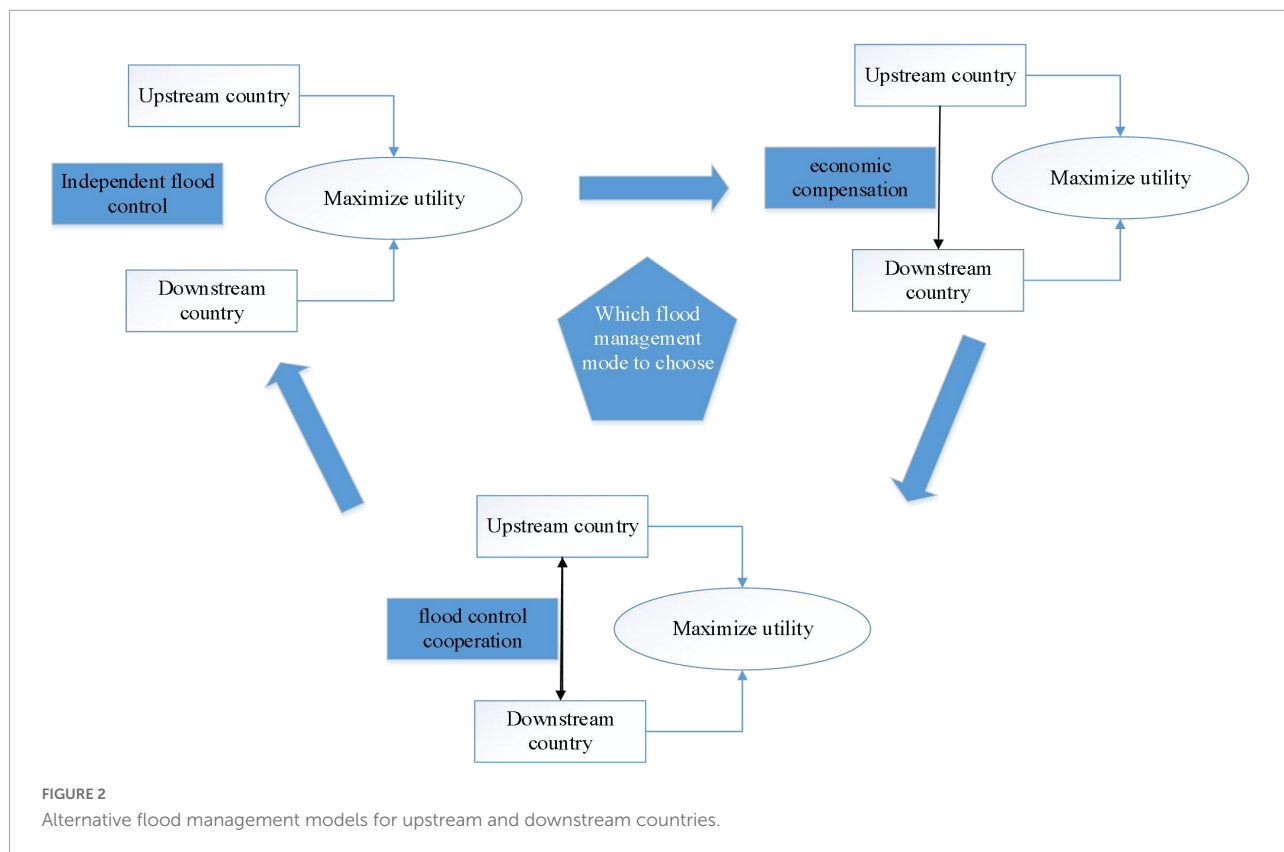 Upstream country
Independent flood
control
Maximize utility
Downstream
country
Upstream country
economic
compensation
Maximize utility
Downstream
country
Which flood
management
mode to choose
Upstream country
flood control
cooperation
Maximize utility
Downstream
country
FIGURE 2
Alternative flood management models for upstream and downstream countries.